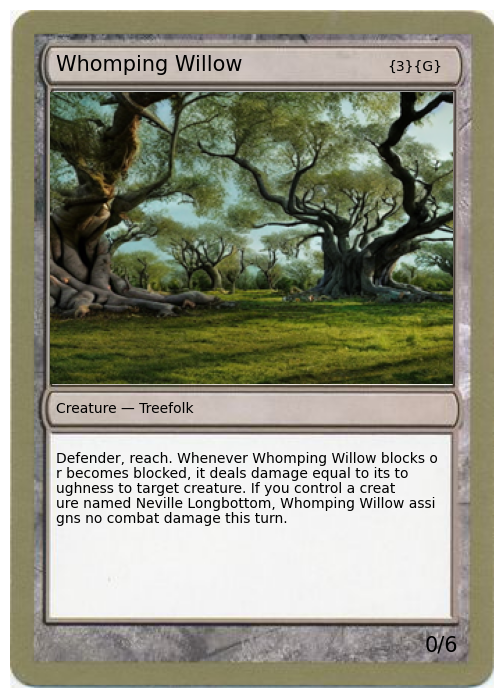 Whomping Willow
{3}{G}
Creature — Treefolk
Defender, reach. Whenever Whomping Willow blocks o
r becomes blocked, it deals damage equal to its to
ughness to target creature. If you control a creat
ure named Neville Longbottom, Whomping Willow assi
gns no combat damage this turn.
0/6